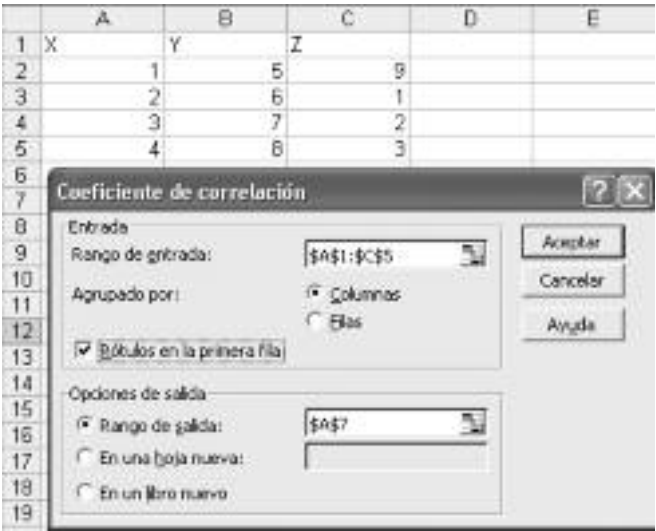 A B C D E
1 X Y Z
2 1 5 9
3 2 6 1
4 3 7 2
5 4 8 3
6
7
8
9
10
11
12
13
14
15
16
17
18
19
Coeficiente de correlación
Entrada
Rango de entrada: $A$1:$C$5
Agrupado por: Columnas
Filas
Rótulos en la primera fila
Opciones de salida
Rango de salida: $A$7
En una hoja nueva:
En un libro nuevo
Aceptar
Cancelar
Ayuda